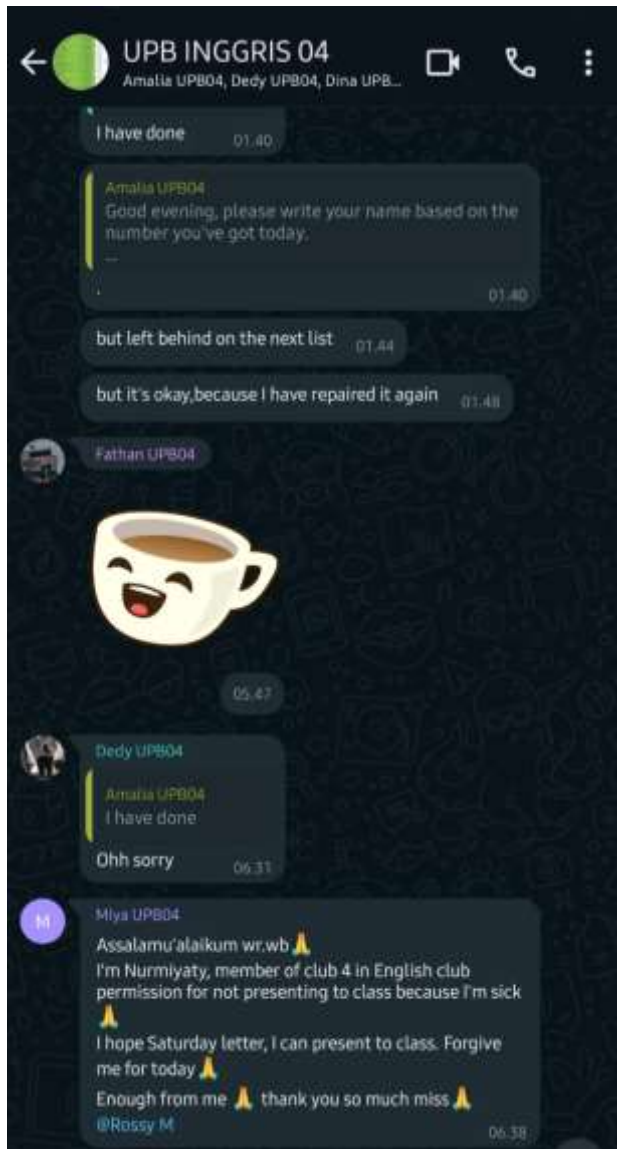 UPB INGGRIS 04
Amalia UPB04, Dedy UPB04, Dina UPB...
I have done 01.40
Amalia UPB04
Good evening, please write your name based on the
number you've got today.
...
. 01.40
but left behind on the next list 01.44
but it's okay,because I have repaired it again 01.48
Fathan UPB04
05.47
Dedy UPB04
Amalia UPB04
I have done
Ohh sorry 06.31
M Miya UPB04
Assalamu'alaikum wr.wb🙏
I'm Nurmiyaty, member of club 4 in English club
permission for not presenting to class because I'm sick
🙏
I hope Saturday letter, I can present to class. Forgive
me for today 🙏
Enough from me 🙏 thank you so much miss🙏
@Rossy M 06.38